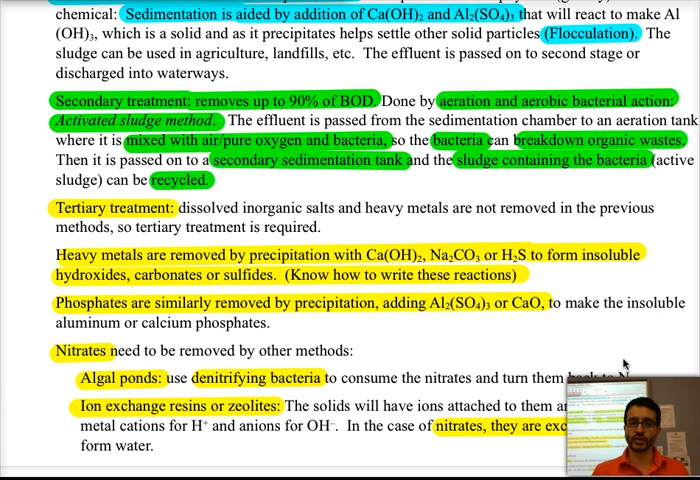 chemical: Sedimentation is aided by addition of Ca(OH)₂ and Al₂(SO₄)₃ that will react to make Al
(OH)₃, which is a solid and as it precipitates helps settle other solid particles (Flocculation). The
sludge can be used in agriculture, landfills, etc. The effluent is passed on to second stage or
discharged into waterways.
Secondary treatment: removes up to 90% of BOD. Done by aeration and aerobic bacterial action:
Activated sludge method. The effluent is passed from the sedimentation chamber to an aeration tank
where it is mixed with air/pure oxygen and bacteria, so the bacteria can breakdown organic wastes.
Then it is passed on to a secondary sedimentation tank and the sludge containing the bacteria (active
sludge) can be recycled.
Tertiary treatment: dissolved inorganic salts and heavy metals are not removed in the previous
methods, so tertiary treatment is required.
Heavy metals are removed by precipitation with Ca(OH)₂, Na₂CO₃ or H₂S to form insoluble
hydroxides, carbonates or sulfides. (Know how to write these reactions)
Phosphates are similarly removed by precipitation, adding Al₂(SO₄)₃ or CaO, to make the insoluble
aluminum or calcium phosphates.
Nitrates need to be removed by other methods:
Algal ponds: use denitrifying bacteria to consume the nitrates and turn them
Ion exchange resins or zeolites: The solids will have ions attached to them
metal cations for H⁺ and anions for OH⁻. In the case of nitrates, they are
form water.